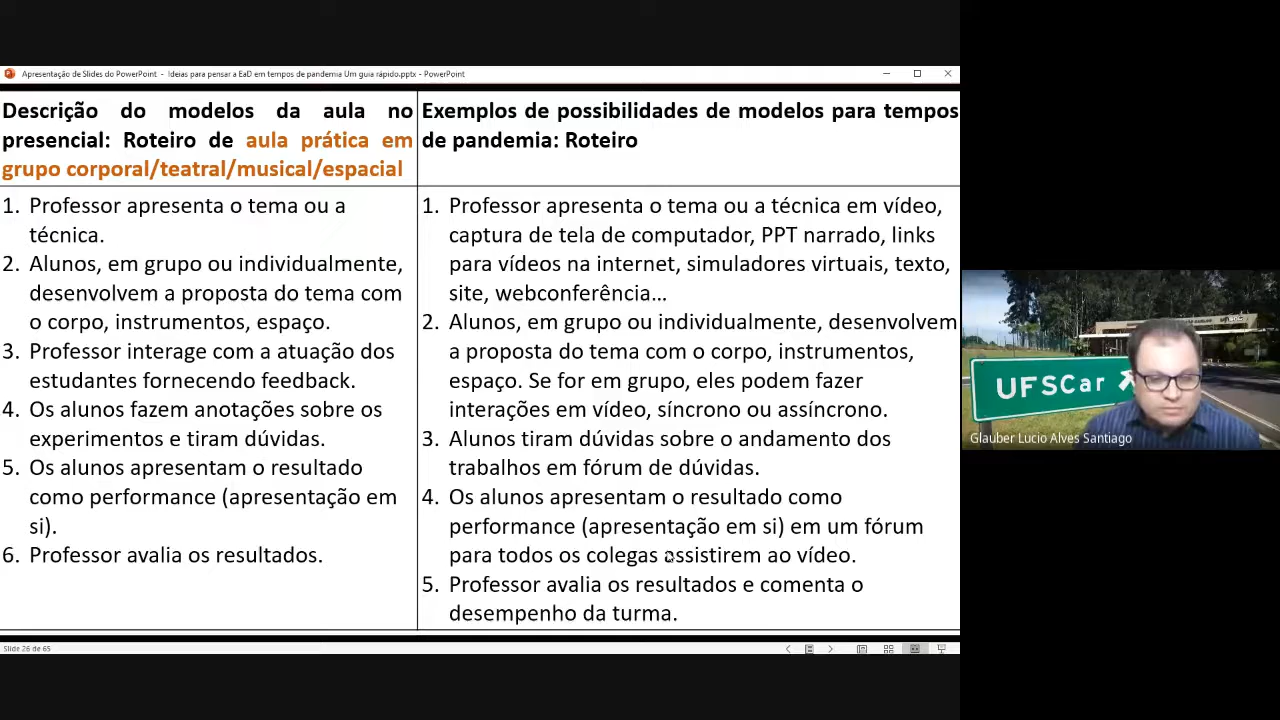 Apresentação de Slides do PowerPoint - Ideias para pensar a EaD em tempos de pandemia Um guia rápido.pptx - PowerPoint
Descrição do modelos da aula no
presencial: Roteiro de aula prática em
grupo corporal/teatral/musical/espacial
Exemplos de possibilidades de modelos para tempos
de pandemia: Roteiro
1. Professor apresenta o tema ou a
técnica.
2. Alunos, em grupo ou individualmente,
desenvolvem a proposta do tema com
o corpo, instrumentos, espaço.
3. Professor interage com a atuação dos
estudantes fornecendo feedback.
4. Os alunos fazem anotações sobre os
experimentos e tiram dúvidas.
5. Os alunos apresentam o resultado
como performance (apresentação em
si).
6. Professor avalia os resultados.
1. Professor apresenta o tema ou a técnica em vídeo,
captura de tela de computador, PPT narrado, links
para vídeos na internet, simuladores virtuais, texto,
site, webconferência...
2. Alunos, em grupo ou individualmente, desenvolvem
a proposta do tema com o corpo, instrumentos,
espaço. Se for em grupo, eles podem fazer
interações em vídeo, síncrono ou assíncrono.
3. Alunos tiram dúvidas sobre o andamento dos
trabalhos em fórum de dúvidas.
4. Os alunos apresentam o resultado como
performance (apresentação em si) em um fórum
para todos os colegas assistirem ao vídeo.
5. Professor avalia os resultados e comenta o
desempenho da turma.
Slide 26 de 65
UFSCar
Glauber Lucio Alves Santiago